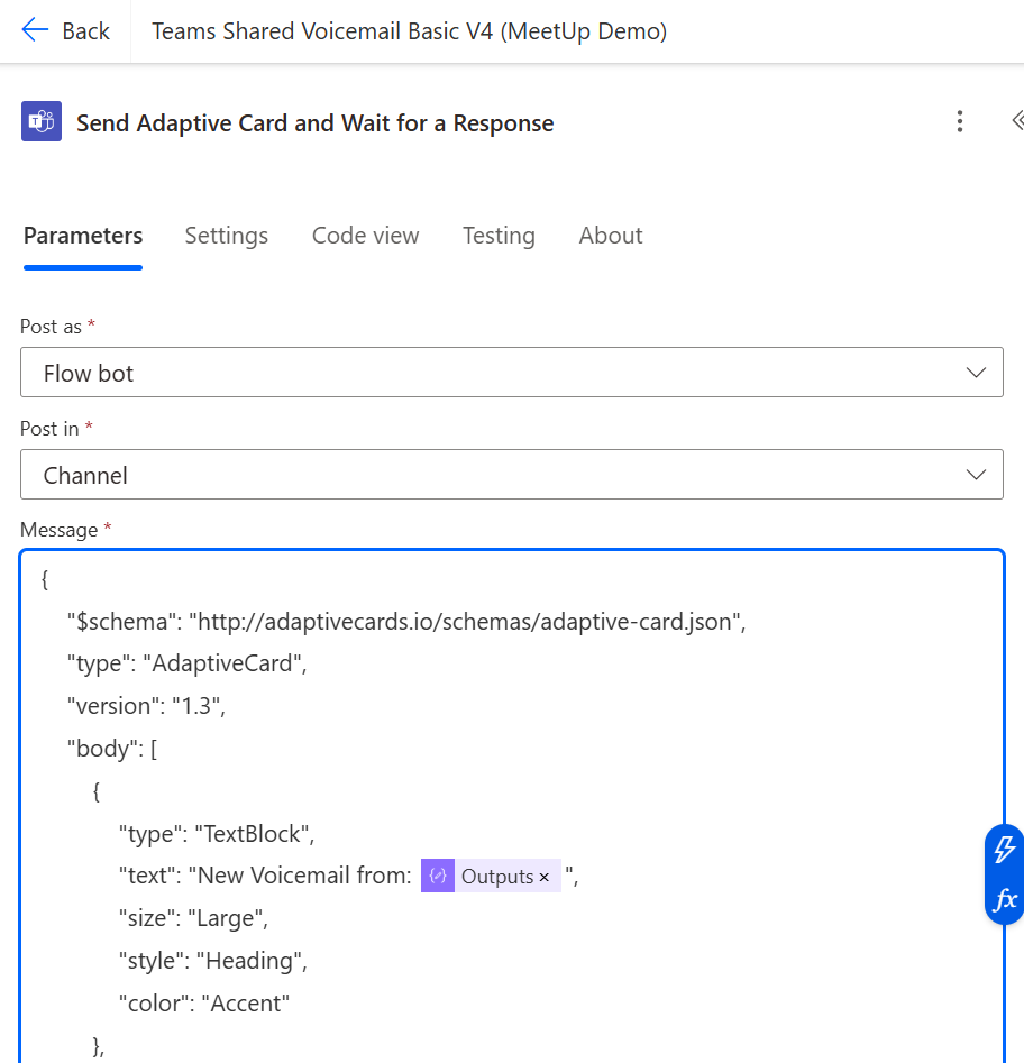 Back Teams Shared Voicemail Basic V4 (MeetUp Demo)
Send Adaptive Card and Wait for a Response
Parameters Settings Code view Testing About
Post as *
Flow bot
Post in *
Channel
Message *
{
"$schema": "http://adaptivecards.io/schemas/adaptive-card.json",
"type": "AdaptiveCard",
"version": "1.3",
"body": [
{
"type": "TextBlock",
"text": "New Voicemail from: Outputs × ",
"size": "Large",
"style": "Heading",
"color": "Accent"
},
fx